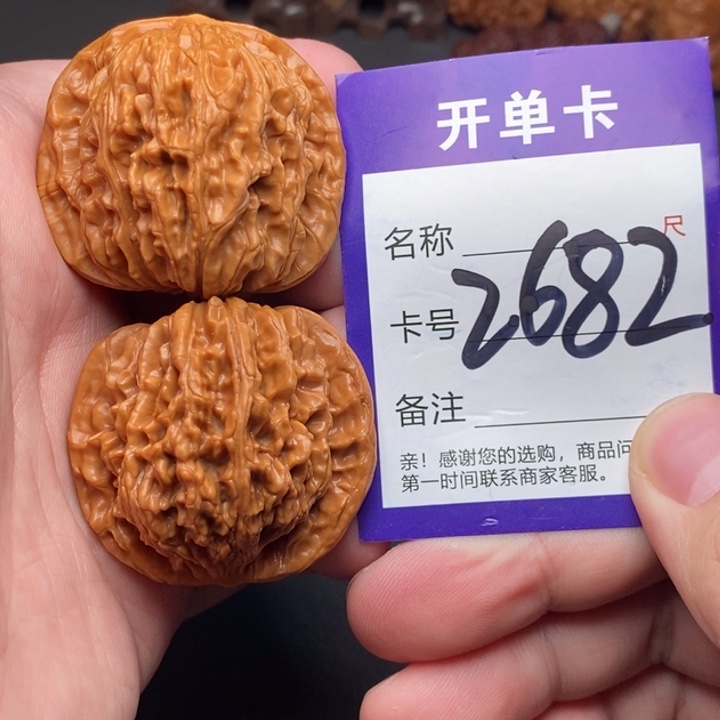 开单卡
名称
尺
卡号 2682
备注
亲！感谢您的选购，商品问
第一时间联系商家客服。